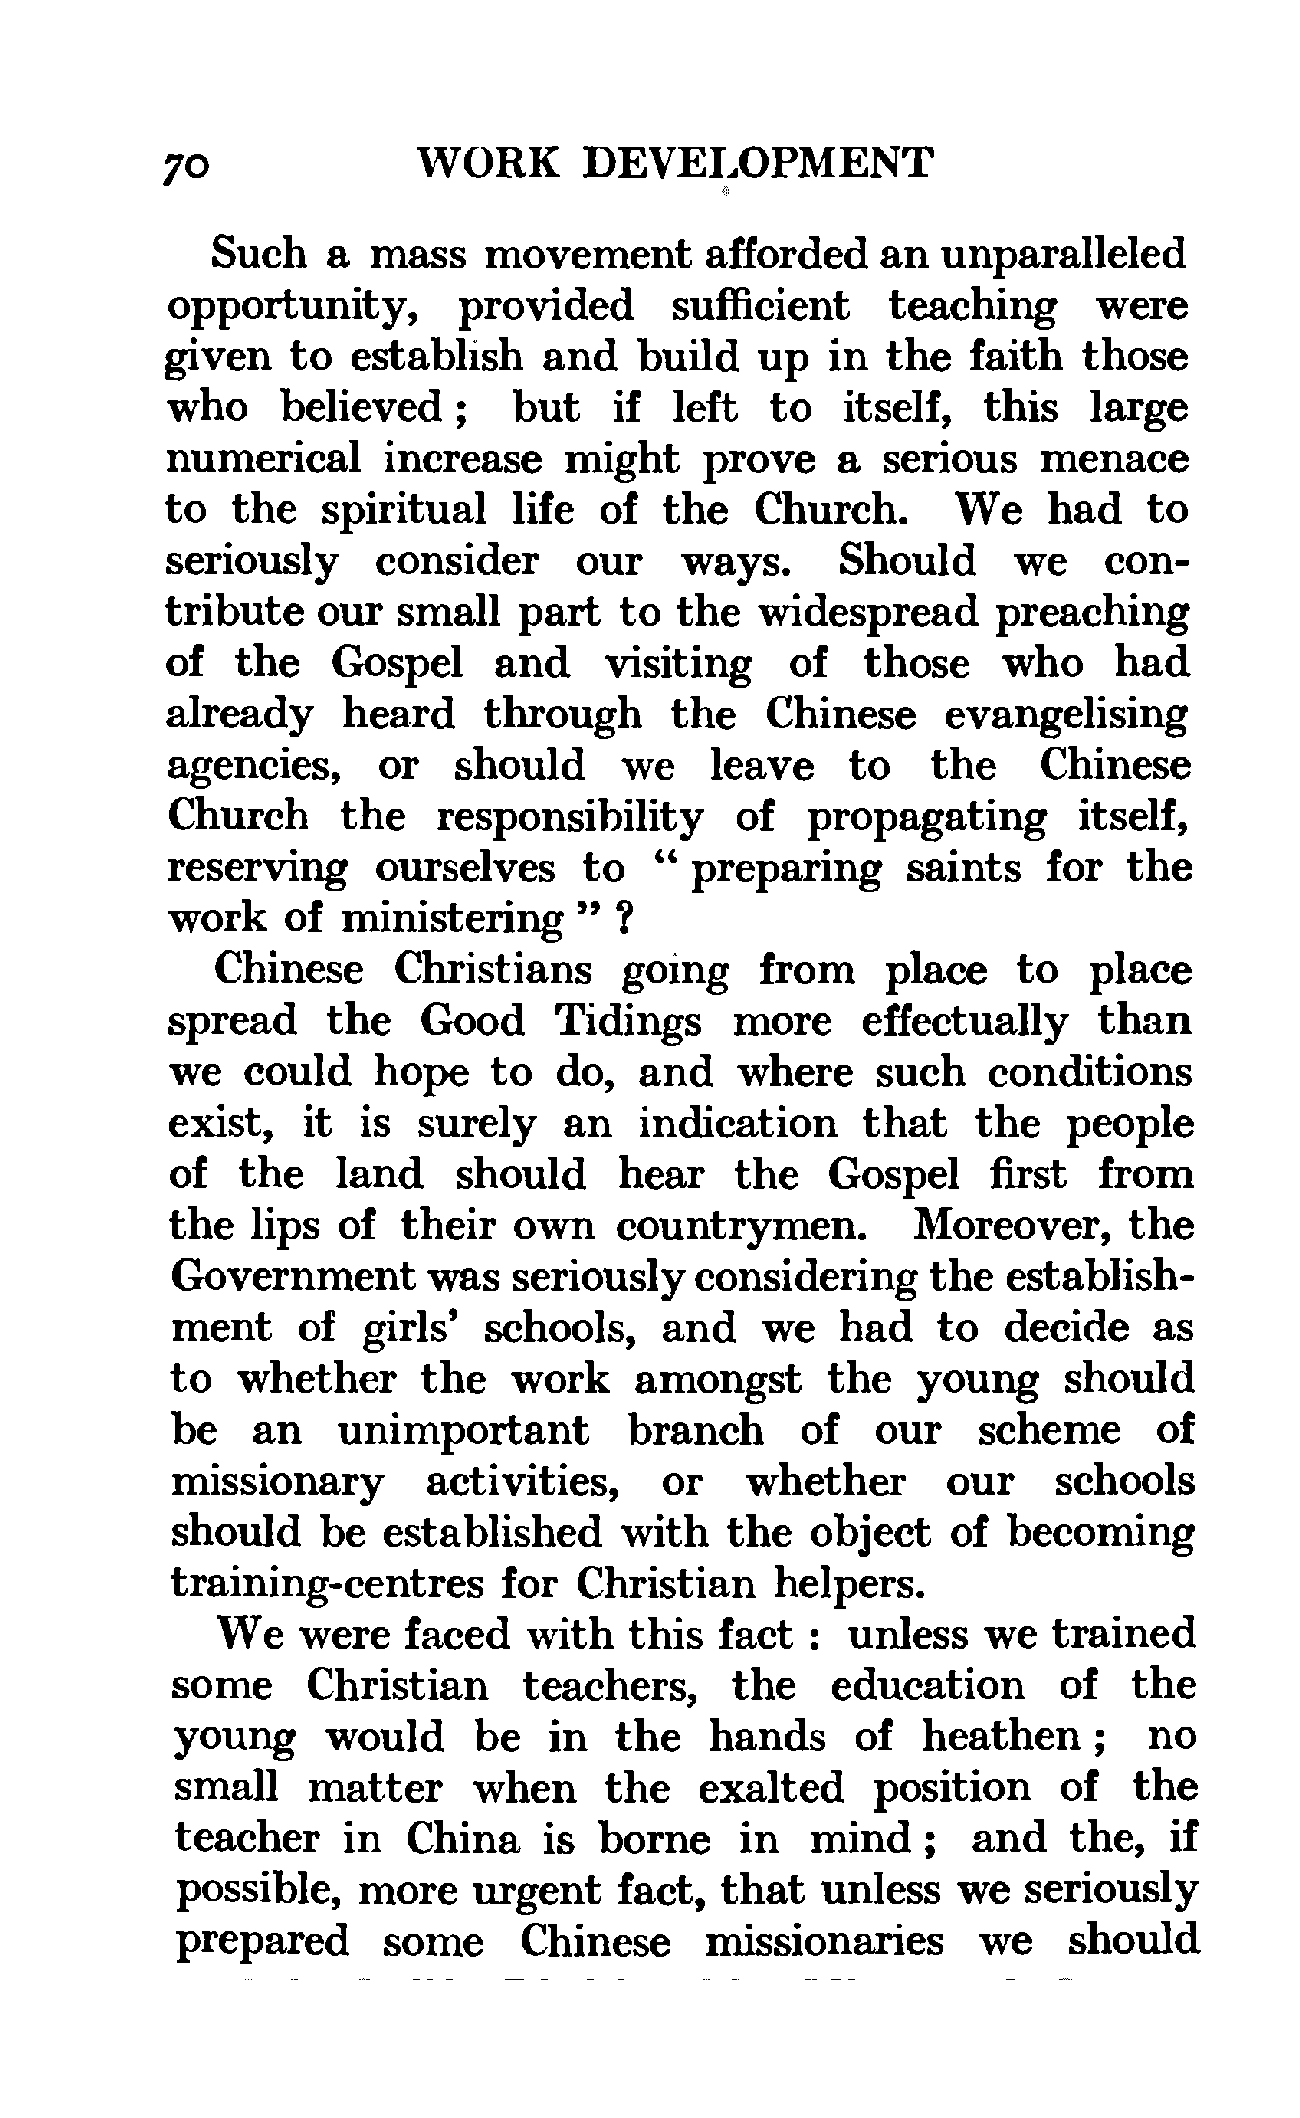 70 WORK DEVELOPMENT
Such a mass movement afforded an unparalleled
opportunity, provided sufficient teaching were
given to establish and build up in the faith those
who believed ; but if left to itself, this large
numerical increase might prove a serious menace
to the spiritual life of the Church. We had to
seriously consider our ways. Should we con-
tribute our small part to the widespread preaching
of the Gospel and visiting of those who had
already heard through the Chinese evangelising
agencies, or should we leave to the Chinese
Church the responsibility of propagating itself,
reserving ourselves to “ preparing saints for the
work of ministering ” ?
Chinese Christians going from place to place
spread the Good Tidings more effectually than
we could hope to do, and where such conditions
exist, it is surely an indication that the people
of the land should hear the Gospel first from
the lips of their own countrymen. Moreover, the
Government was seriously considering the establish-
ment of girls’ schools, and we had to decide as
to whether the work amongst the young should
be an unimportant branch of our scheme of
missionary activities, or whether our schools
should be established with the object of becoming
training-centres for Christian helpers.
We were faced with this fact : unless we trained
some Christian teachers, the education of the
young would be in the hands of heathen ; no
small matter when the exalted position of the
teacher in China is borne in mind ; and the, if
possible, more urgent fact, that unless we seriously
prepared some Chinese missionaries we should